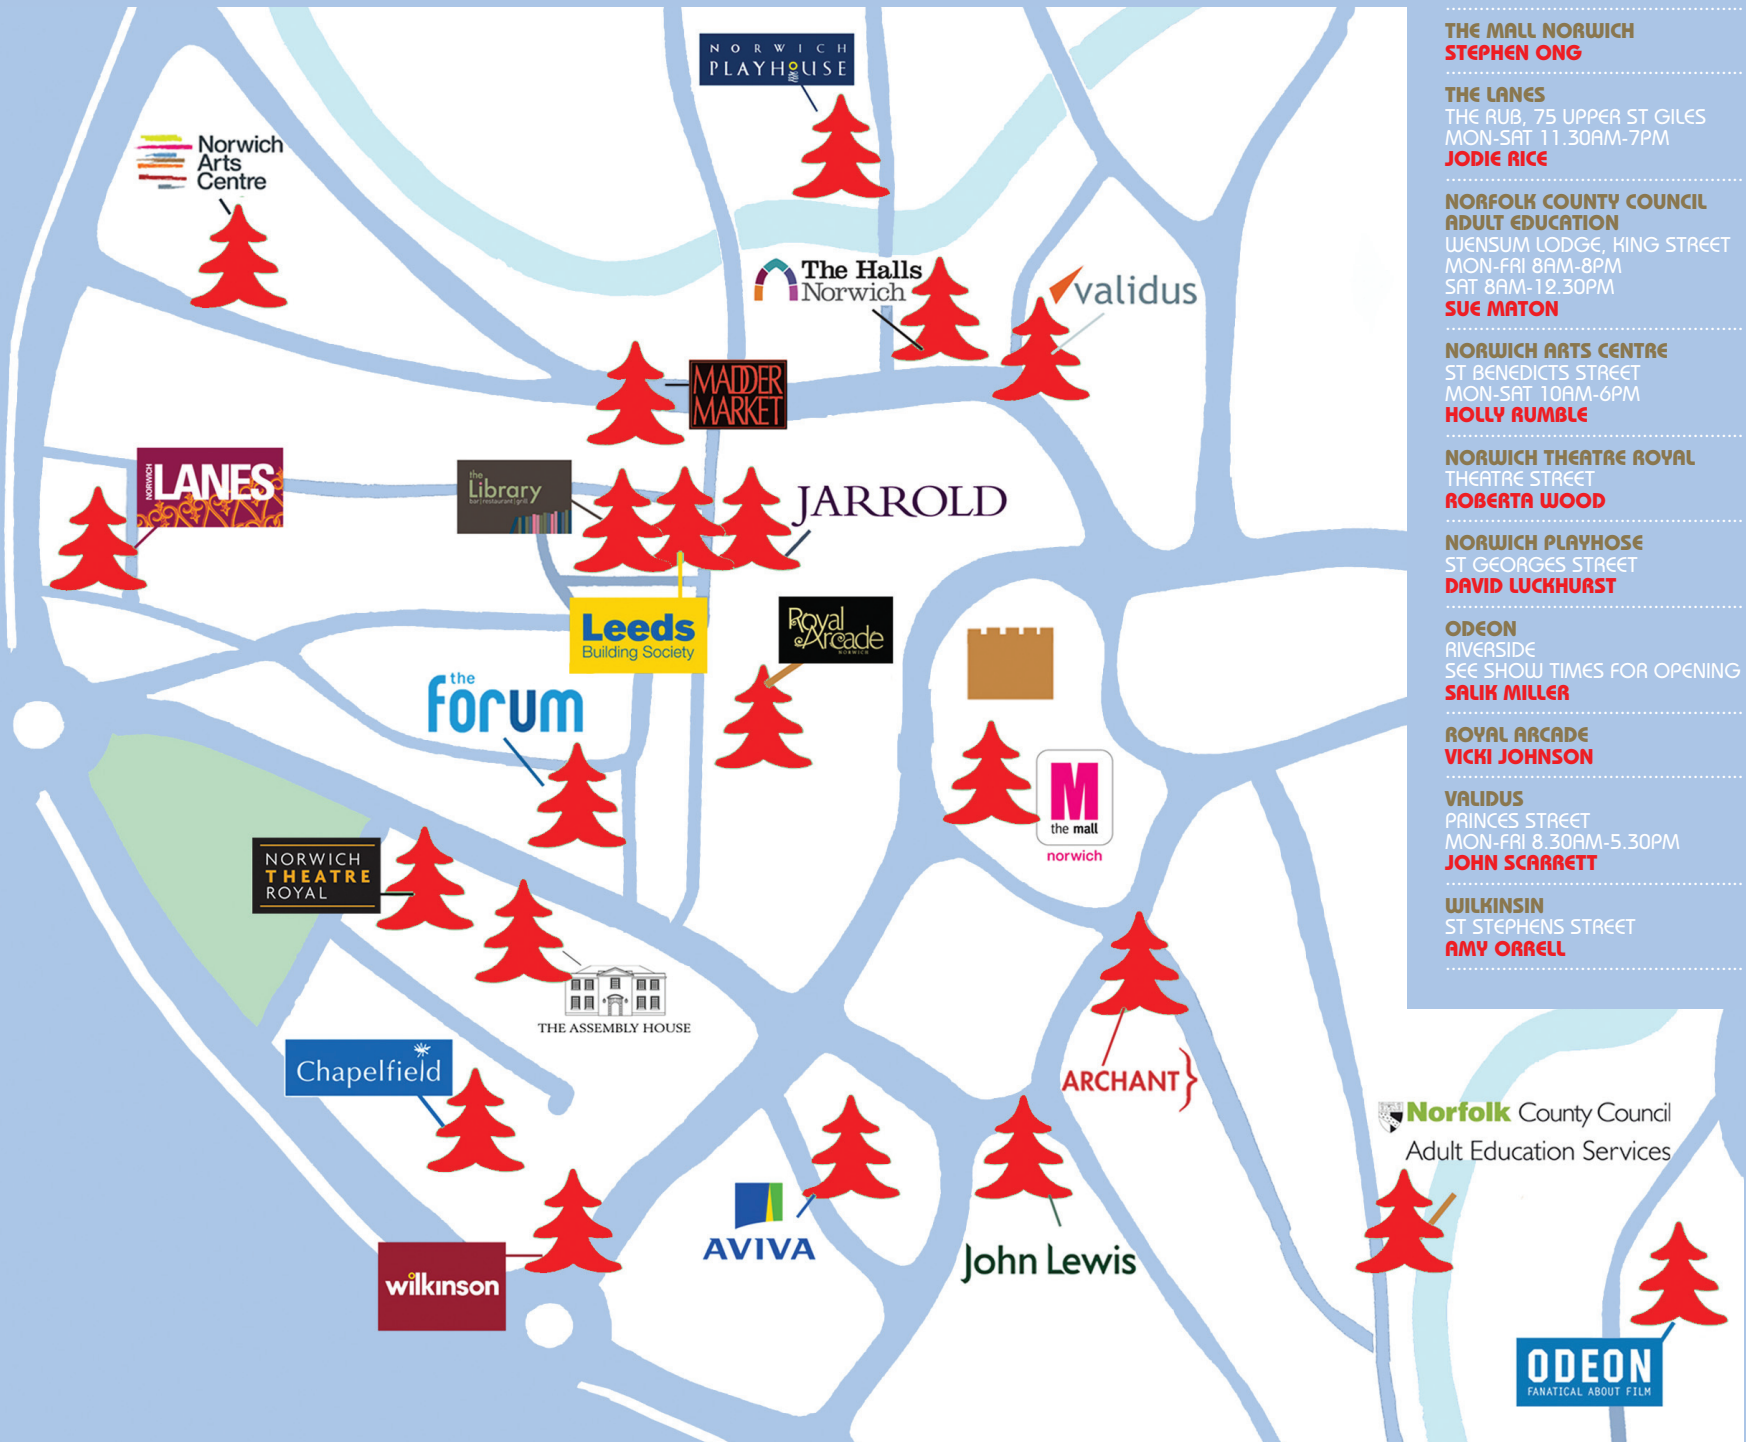 NORWICH
PLAYHOUSE
Norwich
Arts
Centre
The Halls
Norwich
validus
MADDER
MARKET
NORWICH
LANES
the
Library
bar|restaurant|grill
JARROLD
Leeds
Building Society
Royal
Arcade
NORWICH
the
forum
M
the mall
norwich
NORWICH
THEATRE
ROYAL
THE ASSEMBLY HOUSE
Chapelfield
ARCHANT}
Norfolk County Council
Adult Education Services
AVIVA
John Lewis
wilkinson
ODEON
FANATICAL ABOUT FILM
THE MALL NORWICH
STEPHEN ONG
THE LANES
THE RUB, 75 UPPER ST GILES
MON-SAT 11.30AM-7PM
JODIE RICE
NORFOLK COUNTY COUNCIL
ADULT EDUCATION
WENSUM LODGE, KING STREET
MON-FRI 8AM-8PM
SAT 8AM-12.30PM
SUE MATON
NORWICH ARTS CENTRE
ST BENEDICTS STREET
MON-SAT 10AM-6PM
HOLLY RUMBLE
NORWICH THEATRE ROYAL
THEATRE STREET
ROBERTA WOOD
NORWICH PLAYHOSE
ST GEORGES STREET
DAVID LUCKHURST
ODEON
RIVERSIDE
SEE SHOW TIMES FOR OPENING
SALIK MILLER
ROYAL ARCADE
VICKI JOHNSON
VALIDUS
PRINCES STREET
MON-FRI 8.30AM-5.30PM
JOHN SCARRETT
WILKINSIN
ST STEPHENS STREET
AMY ORRELL